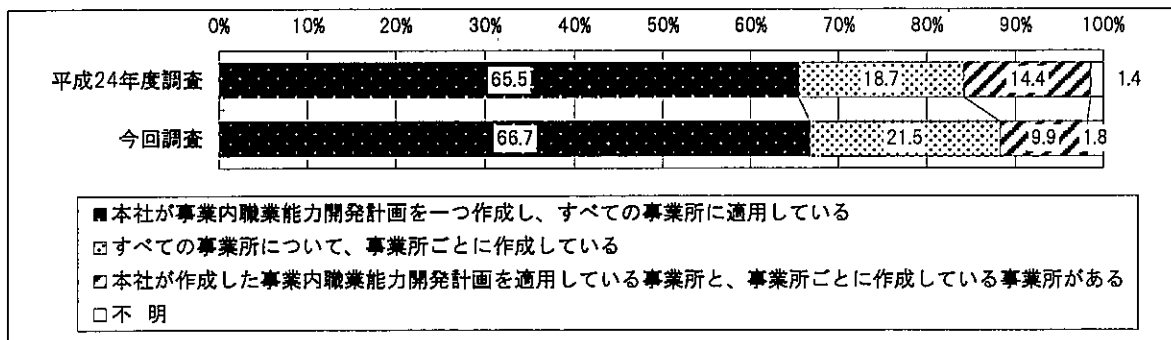 0% 10% 20% 30% 40% 50% 60% 70% 80% 90% 100%
平成24年度調査 65.5 18.7 14.4 1.4
今回調査 66.7 21.5 9.9 1.8
■本社が事業内職業能力開発計画を一つ作成し、すべての事業所に適用している
すべての事業所について、事業所ごとに作成している
本社が作成した事業内職業能力開発計画を適用している事業所と、事業所ごとに作成している事業所がある
□不 明